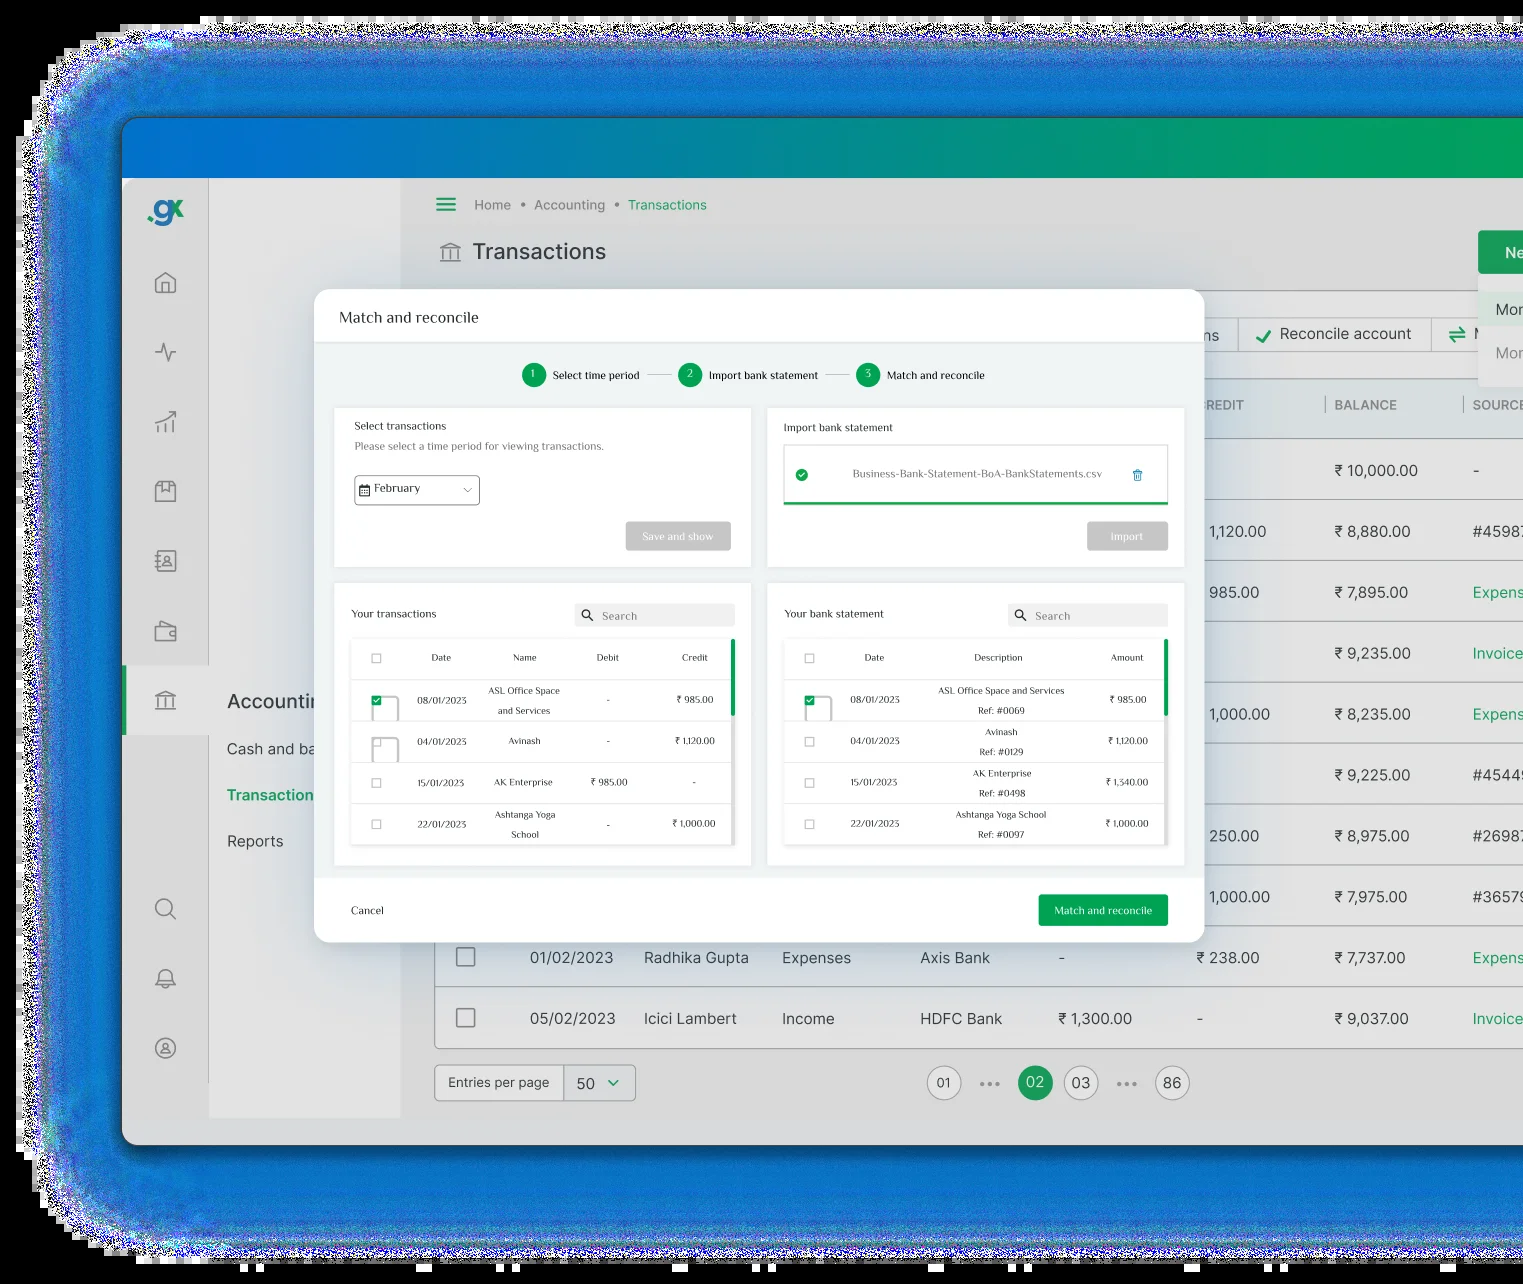 .gx
Home • Accounting • Transactions
Transactions
Match and reconcile
Reconcile account
1 Select time period
2 Import bank statement
3 Match and reconcile
Select transactions
Please select a time period for viewing transactions.
February
Save and show
Import bank statement
Business-Bank-Statement-BoA-BankStatements.csv
Import
Your transactions
Search
Date Name Debit Credit
08/01/2023 ASL Office Space and Services - ₹ 985.00
04/01/2023 Avinash - ₹ 1,120.00
15/01/2023 AK Enterprise ₹ 985.00 -
22/01/2023 Ashtanga Yoga School - ₹ 1,000.00
Your bank statement
Search
Date Description Amount
08/01/2023 ASL Office Space and Services Ref: #0069 ₹ 985.00
04/01/2023 Avinash Ref: #0129 ₹ 1,120.00
15/01/2023 AK Enterprise Ref: #0498 ₹ 1,340.00
22/01/2023 Ashtanga Yoga School Ref: #0097 ₹ 1,000.00
Cancel
Match and reconcile
Cash and
Transaction
Reports
BALANCE
₹ 10,000.00 -
1,120.00 ₹ 8,880.00 #4598
985.00 ₹ 7,895.00 Expens
₹ 9,235.00 Invoice
1,000.00 ₹ 8,235.00 Expens
₹ 9,225.00 #4544
250.00 ₹ 8,975.00 #2698
1,000.00 ₹ 7,975.00 #3657
01/02/2023 Radhika Gupta Expenses Axis Bank - ₹ 238.00 ₹ 7,737.00 Expens
05/02/2023 Icici Lambert Income HDFC Bank ₹ 1,300.00 - ₹ 9,037.00 Invoice
Entries per page 50
01 ••• 02 03 ••• 86